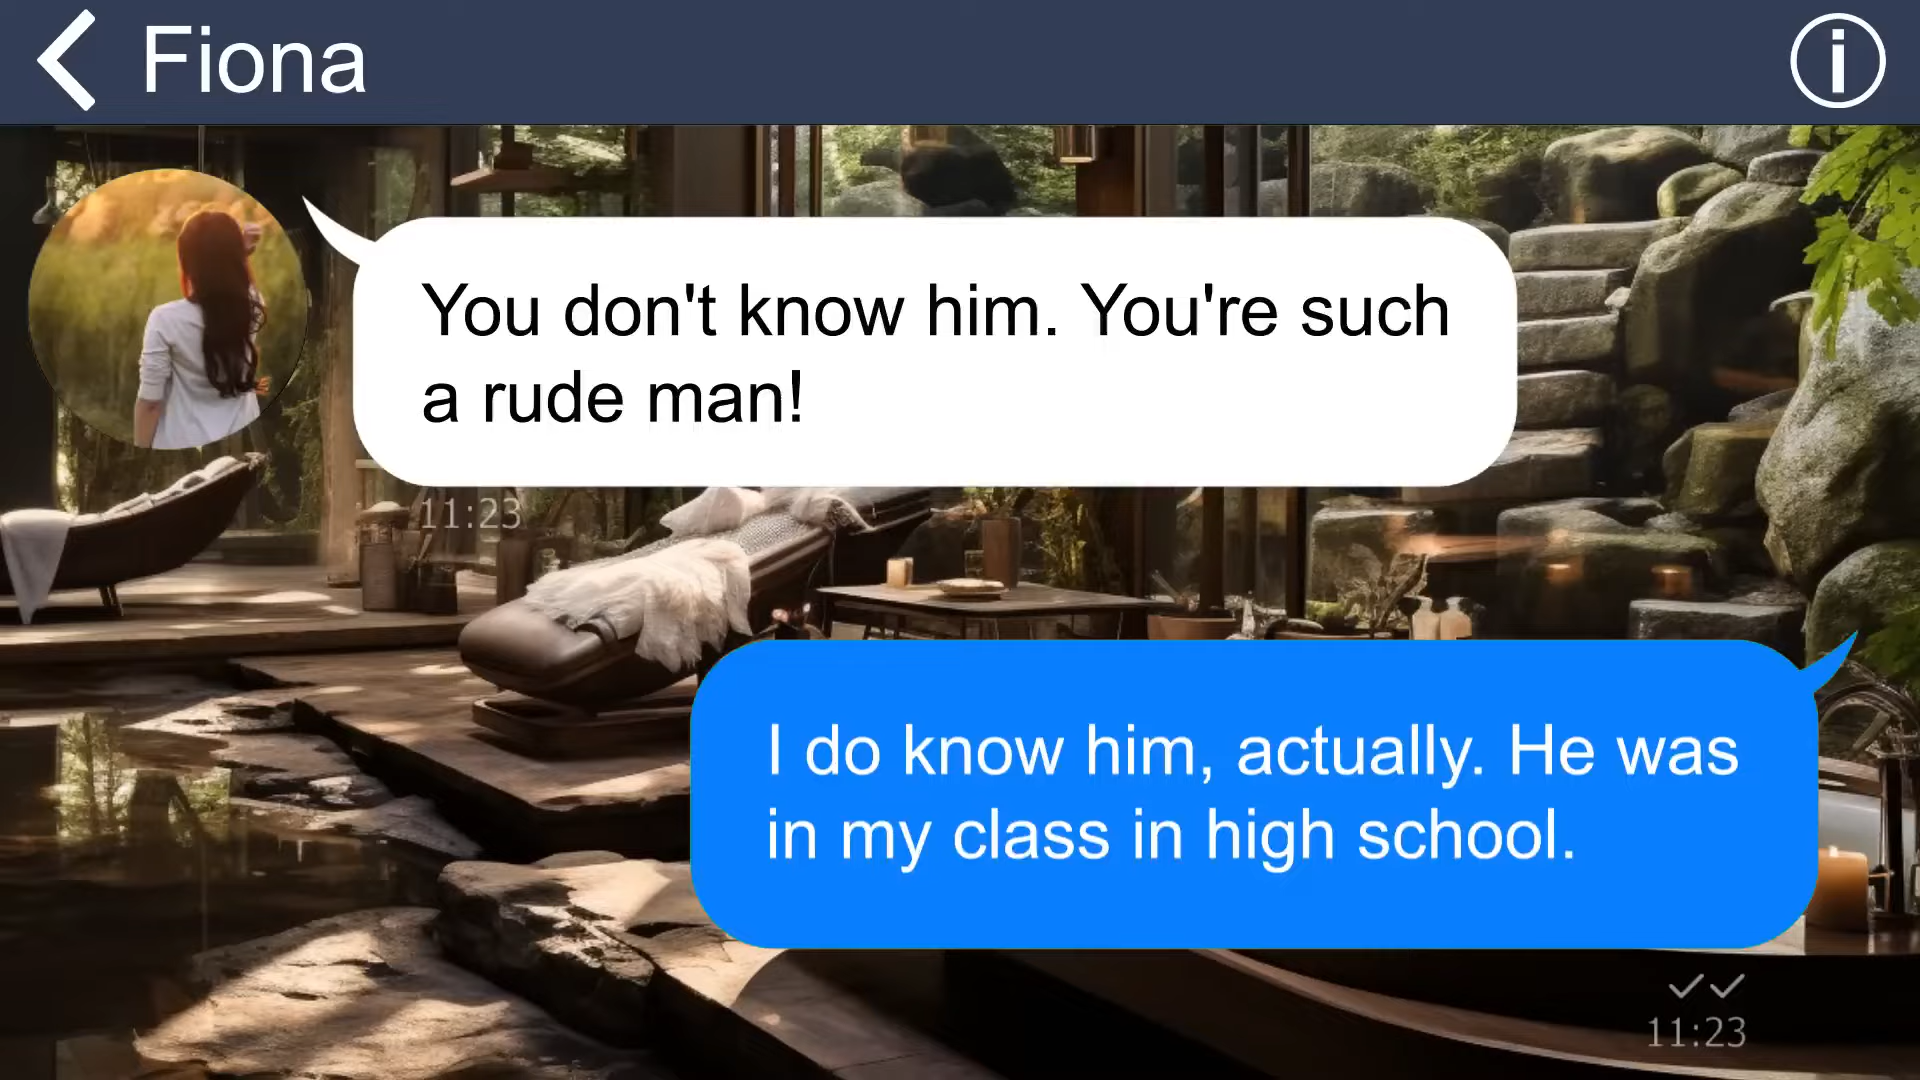 Fiona
You don't know him. You're such
a rude man!
11:23
I do know him, actually. He was
in my class in high school.
11:23